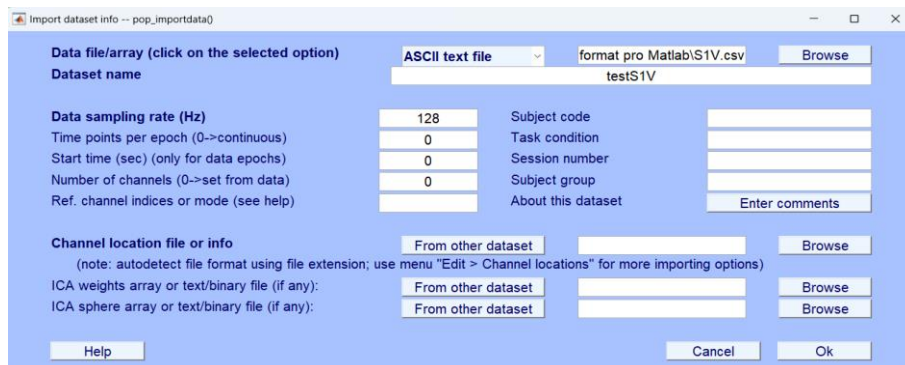 Import dataset info -- pop_importdata()
Data file/array (click on the selected option) ASCII text file format pro Matlab\S1V.csv Browse
Dataset name testS1V
Data sampling rate (Hz) 128 Subject code
Time points per epoch (0->continuous) 0 Task condition
Start time (sec) (only for data epochs) 0 Session number
Number of channels (0->set from data) 0 Subject group
Ref. channel indices or mode (see help) About this dataset Enter comments
Channel location file or info From other dataset Browse
(note: autodetect file format using file extension; use menu "Edit > Channel locations" for more importing options)
ICA weights array or text/binary file (if any): From other dataset Browse
ICA sphere array or text/binary file (if any): From other dataset Browse
Help Cancel Ok